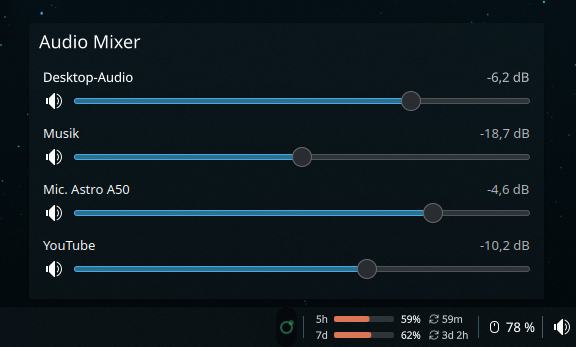 Audio Mixer
Desktop-Audio -6,2 dB
Musik -18,7 dB
Mic. Astro A50 -4,6 dB
YouTube -10,2 dB
5h 59% 59m
7d 62% 3d 2h
78 %